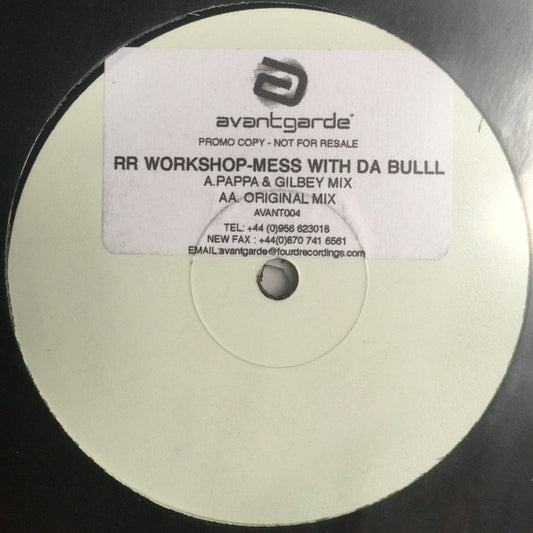 avantgarde
PROMO COPY - NOT FOR RESALE
RR WORKSHOP-MESS WITH DA BULLL
A.PAPPA & GILBEY MIX
AA. ORIGINAL MIX
AVANT004
TEL: +44 (0)956 623018
NEW FAX : +44(0)870 741 6561
EMAIL:avantgarde@fourdrecordings.com